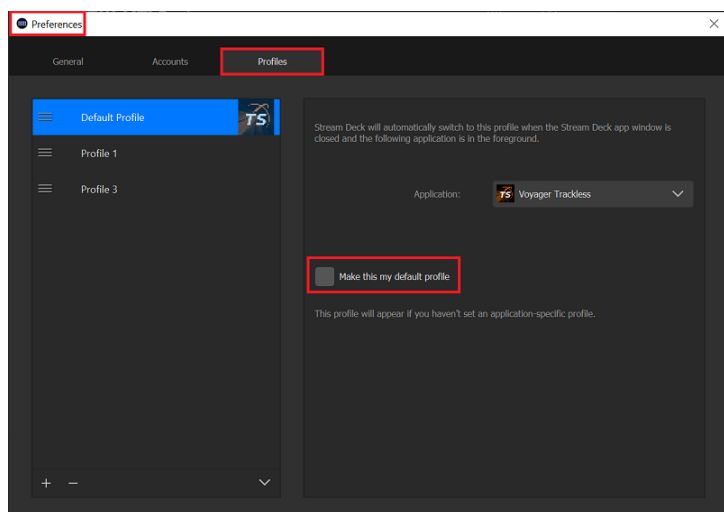 Preferences
General
Accounts
Profiles
Default Profile
TS
Profile 1
Profile 3
Stream Deck will automatically switch to this profile when the Stream Deck app window is
closed and the following application is in the foreground.
Application:
TS Voyager Trackless
Make this my default profile
This profile will appear if you haven't set an application-specific profile.